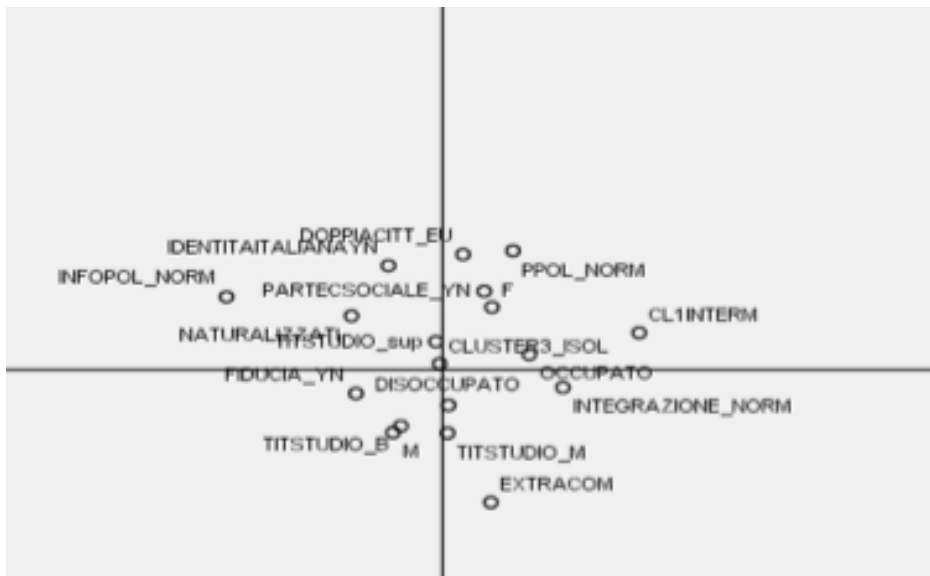 DOPPIACITT_EU
IDENTITAITALIANAYN
PPOL_NORM
INFOPOL_NORM
PARTECSOCIALE_YN
F
CL1INTERM
NATURALIZZATI
TITSTUDIO_sup
CLUSTER3_ISOL
FIDUCIA_YN
DISOCCUPATO
OCCUPATO
INTEGRAZIONE_NORM
TITSTUDIO_B
M
TITSTUDIO_M
EXTRACOM